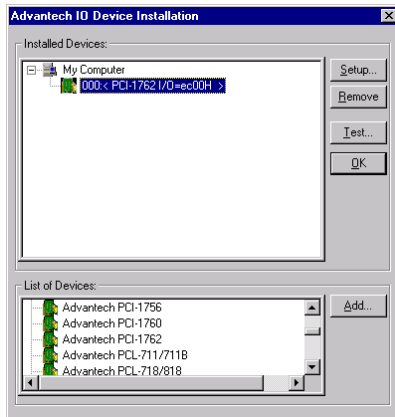 Advantech IO Device Installation
Installed Devices:
My Computer
000:< PCI-1762 I/O=ec00H >
Setup...
Remove
Test...
OK
List of Devices:
Advantech PCI-1756
Advantech PCI-1760
Advantech PCI-1762
Advantech PCL-711/711B
Advantech PCL-718/818
Add...